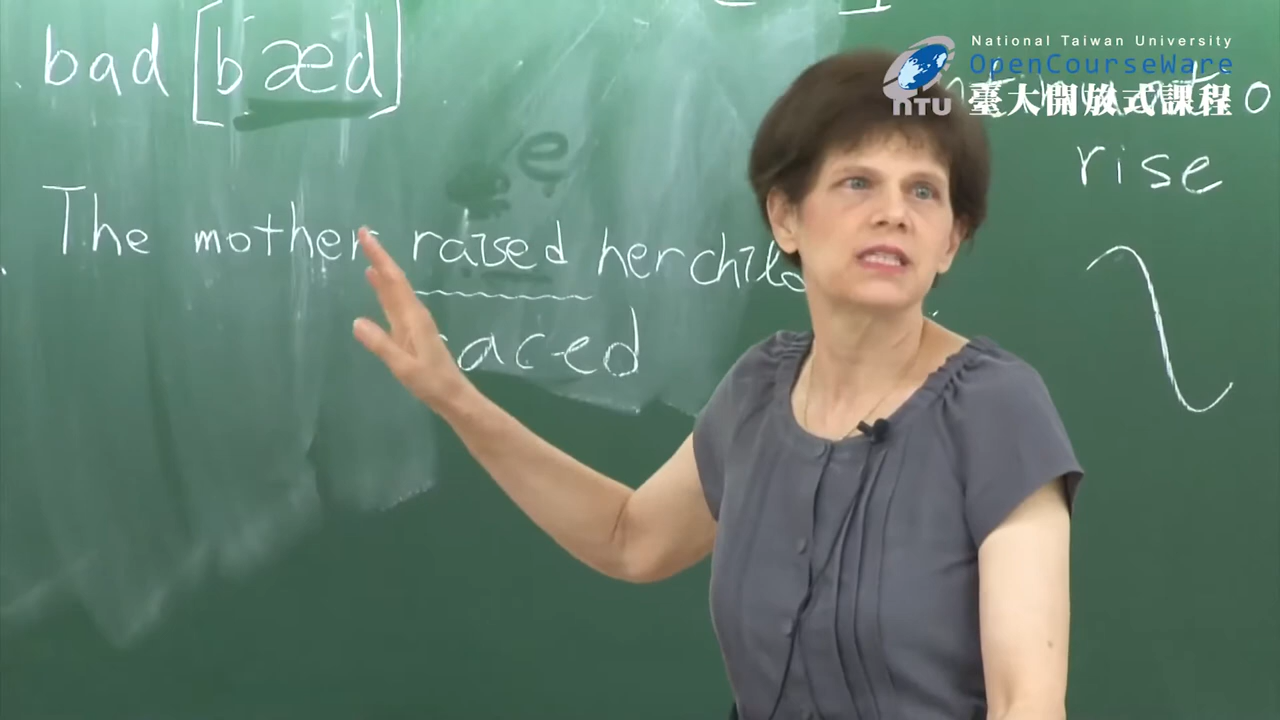 bad [bæd]
National Taiwan University
OpenCourseWare
NTU 臺大開放式課程
rise
e
The mother raised her child
raced